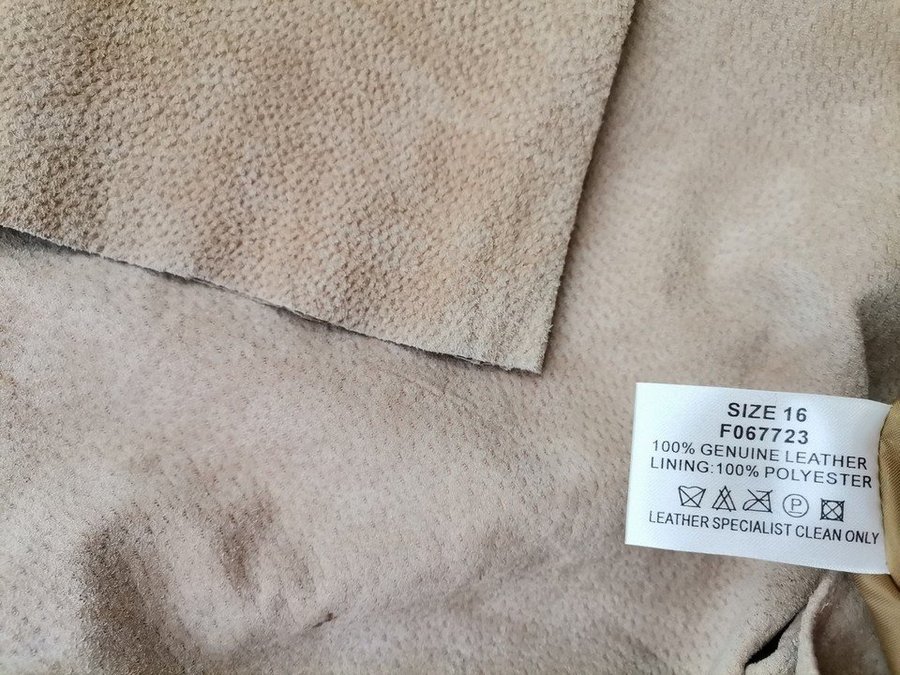 SIZE 16
F067723
100% GENUINE LEATHER
LINING:100% POLYESTER
P
LEATHER SPECIALIST CLEAN ONLY